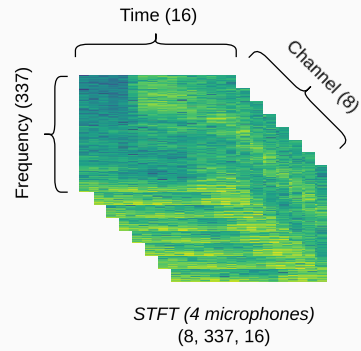 Time (16)
Channel (8)
Frequency (337)
STFT (4 microphones)
(8, 337, 16)